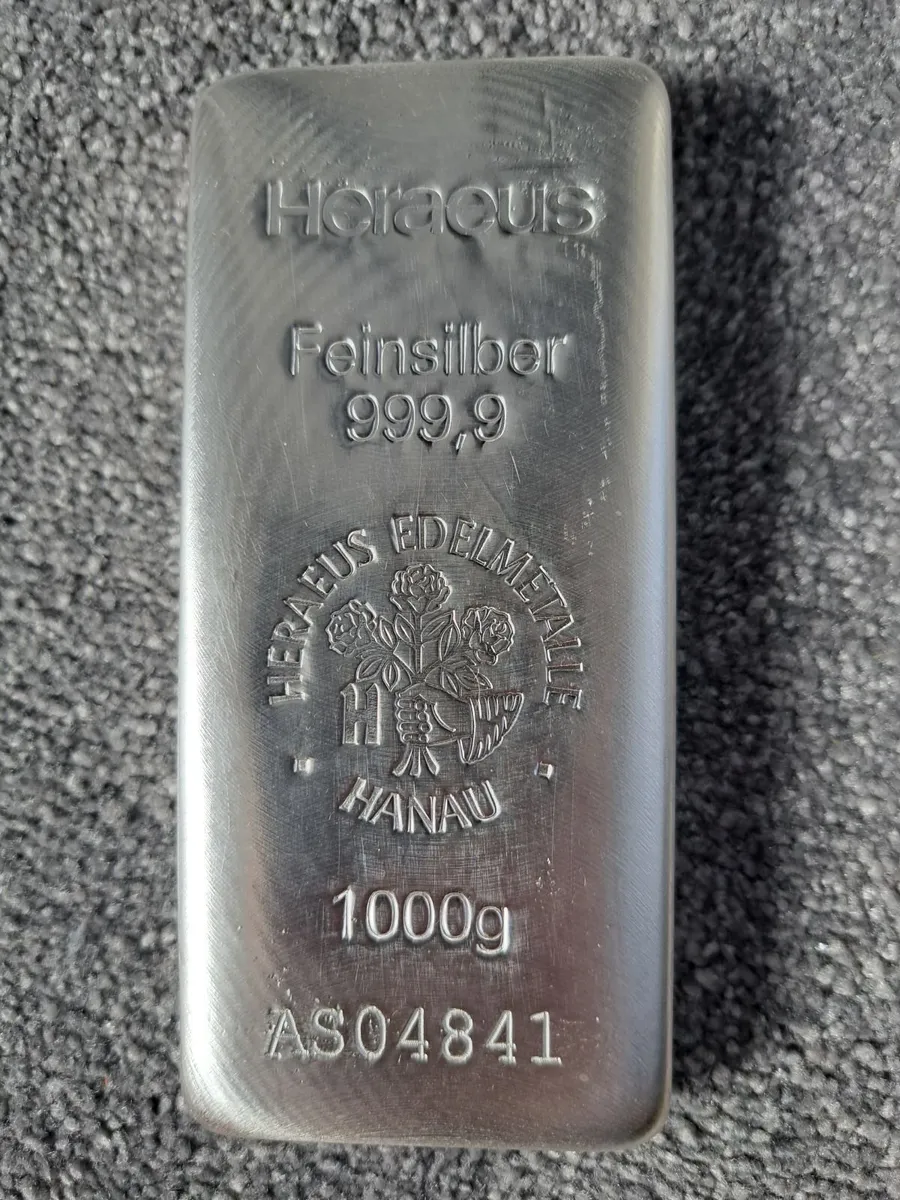 Heraeus
Feinsilber
999,9
HERAEUS EDELMETALLE
H
HANAU
1000g
AS04841